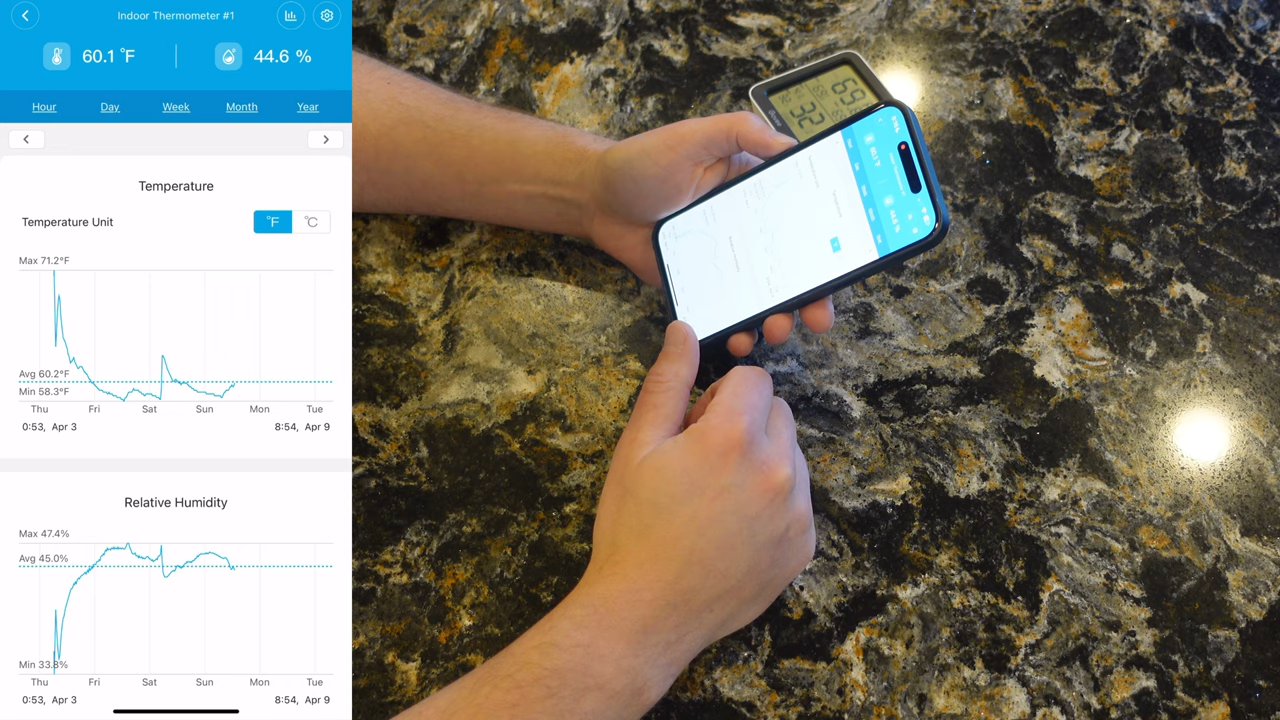 Indoor Thermometer #1
60.1 °F 44.6 %
Hour Day Week Month Year
Temperature
Temperature Unit °F °C
Max 71.2°F
Avg 60.2°F
Min 58.3°F
Thu Fri Sat Sun Mon Tue
0:53, Apr 3 8:54, Apr 9
Relative Humidity
Max 47.4%
Avg 45.0%
Min 33.8%
Thu Fri Sat Sun Mon Tue
0:53, Apr 3 8:54, Apr 9
69
32